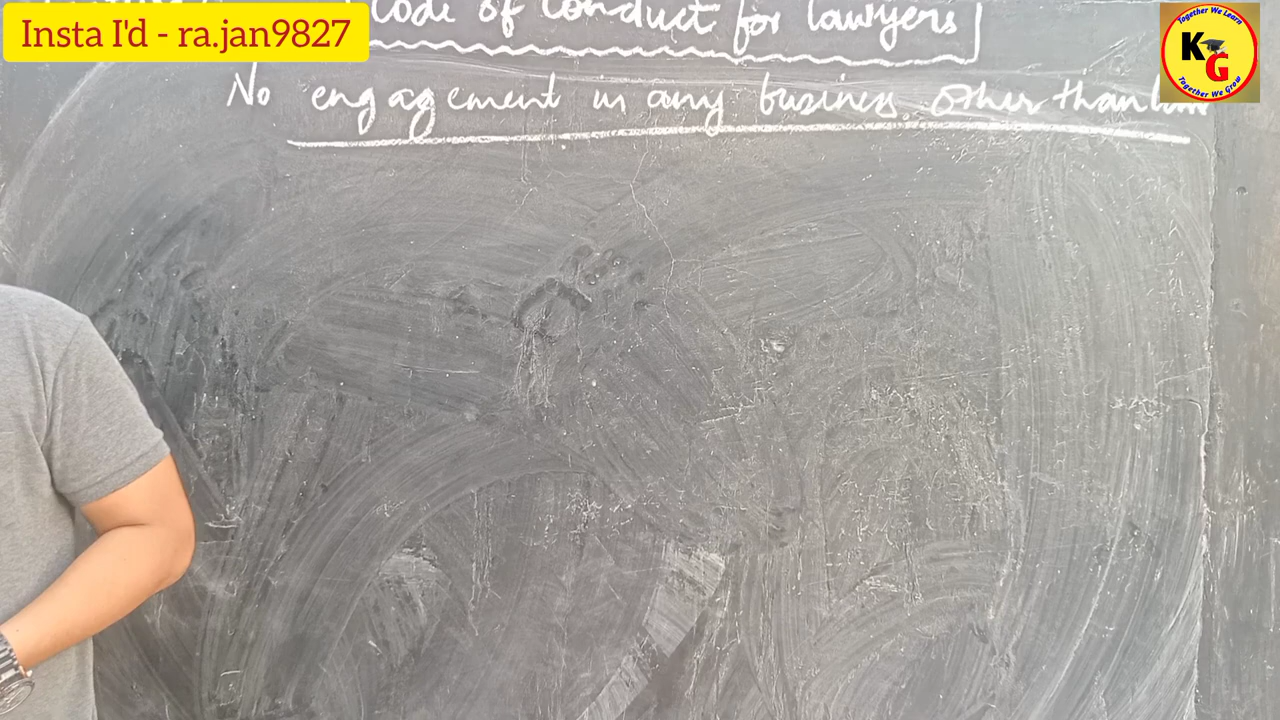 Insta I'd - ra.jan9827
Code of Conduct for lawyers
No engagement in any business other than law
Together We Learn
KG
Together We Grow